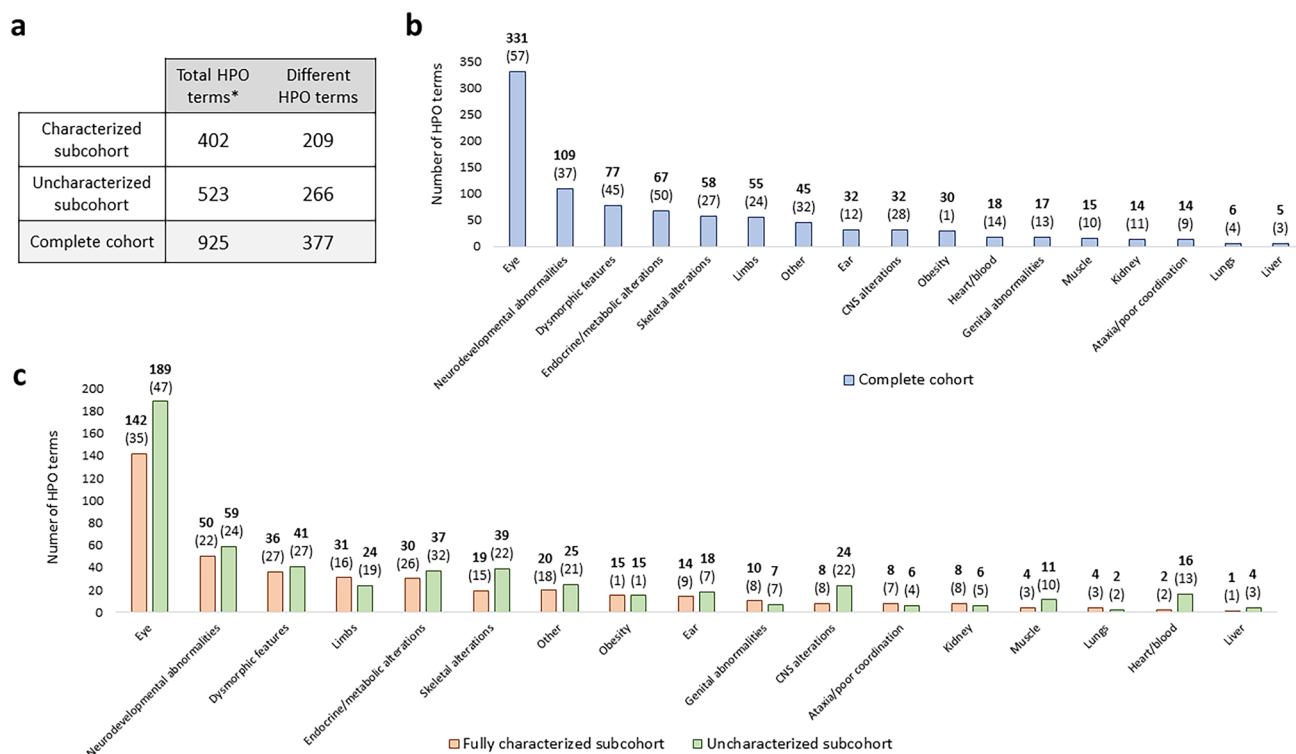 a
Total HPO
terms*
Different
HPO terms
Characterized
subcohort
402
209
Uncharacterized
subcohort
523
266
Complete cohort
925
377
b
Number of HPO terms
350
300
250
200
150
100
50
0
331
(57)
109
(37)
77
(45)
67
(50)
58
(27)
55
(24)
45
(32)
32
(12)
32
(28)
30
(1)
18
(14)
17
(13)
15
(10)
14
(11)
14
(9)
6
(4)
5
(3)
Eye
Neurodevelopmental abnormalities
Dysmorphic features
Endocrine/metabolic alterations
Skeletal alterations
Limbs
Other
Ear
CNS alterations
Obesity
Heart/blood
Genital abnormalities
Muscle
Kidney
Ataxia/poor coordination
Lungs
Liver
Complete cohort
c
Numer of HPO terms
200
180
160
140
120
100
80
60
40
20
0
142
(35)
189
(47)
50
(22)
59
(24)
36
(27)
41
(27)
31
(16)
24
(19)
30
(26)
37
(32)
19
(15)
39
(22)
20
(18)
25
(21)
15
(1)
15
(1)
14
(9)
18
(7)
10
(8)
7
(7)
8
(8)
24
(22)
8
(7)
6
(4)
8
(8)
6
(5)
4
(3)
11
(10)
4
(3)
2
(2)
2
(2)
16
(13)
1
(1)
4
(3)
Eye
Neurodevelopmental abnormalities
Dysmorphic features
Limbs
Endocrine/metabolic alterations
Skeletal alterations
Other
Obesity
Ear
Genital abnormalities
CNS alterations
Ataxia/poor coordination
Kidney
Muscle
Lungs
Heart/blood
Liver
Fully characterized subcohort
Uncharacterized subcohort